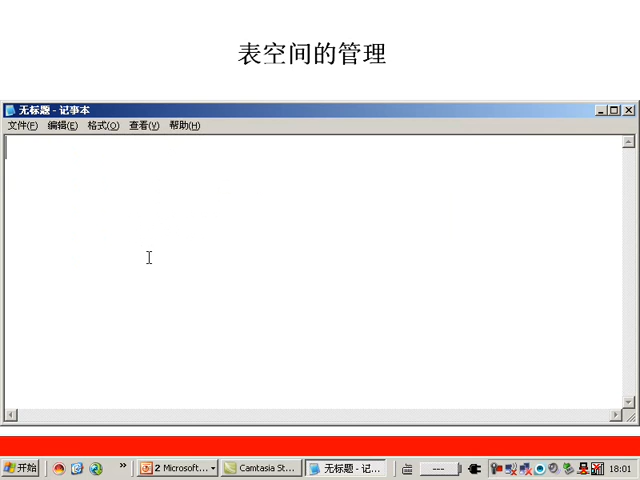 表空间的管理
无标题 - 记事本
文件(F) 编辑(E) 格式(O) 查看(V) 帮助(H)
开始 » 2 Microsoft... Camtasia St... 无标题 - 记... --- 18:01